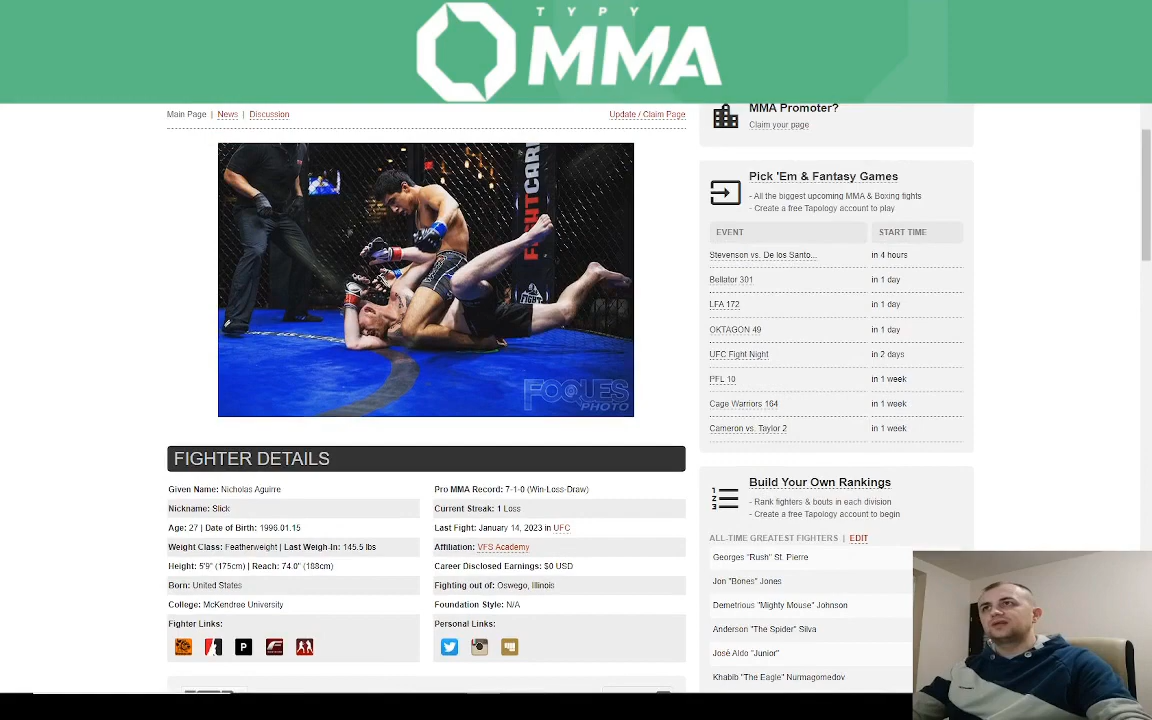 TYPY
MMA
Main Page | News | Discussion
Update / Claim Page
FIGHTCARD
FOQUES
PHOTO
FIGHTER DETAILS
Given Name: Nicholas Aguirre
Nickname: Slick
Age: 27 | Date of Birth: 1996.01.15
Weight Class: Featherweight | Last Weigh-In: 145.5 lbs
Height: 5'9" (175cm) | Reach: 74.0" (188cm)
Born: United States
College: McKendree University
Fighter Links:
Pro MMA Record: 7-1-0 (Win-Loss-Draw)
Current Streak: 1 Loss
Last Fight: January 14, 2023 in UFC
Affiliation: VFS Academy
Career Disclosed Earnings: $0 USD
Fighting out of: Oswego, Illinois
Foundation Style: N/A
Personal Links:
MMA Promoter?
Claim your page
Pick 'Em & Fantasy Games
- All the biggest upcoming MMA & Boxing fights
- Create a free Tapology account to play
EVENT START TIME
Stevenson vs. De los Santo... in 4 hours
Bellator 301 in 1 day
LFA 172 in 1 day
OKTAGON 49 in 1 day
UFC Fight Night in 2 days
PFL 10 in 1 week
Cage Warriors 164 in 1 week
Cameron vs. Taylor 2 in 1 week
Build Your Own Rankings
- Rank fighters & bouts in each division
- Create a free Tapology account to begin
ALL-TIME GREATEST FIGHTERS | EDIT
Georges "Rush" St. Pierre
Jon "Bones" Jones
Demetrious "Mighty Mouse" Johnson
Anderson "The Spider" Silva
José Aldo "Junior"
Khabib "The Eagle" Nurmagomedov